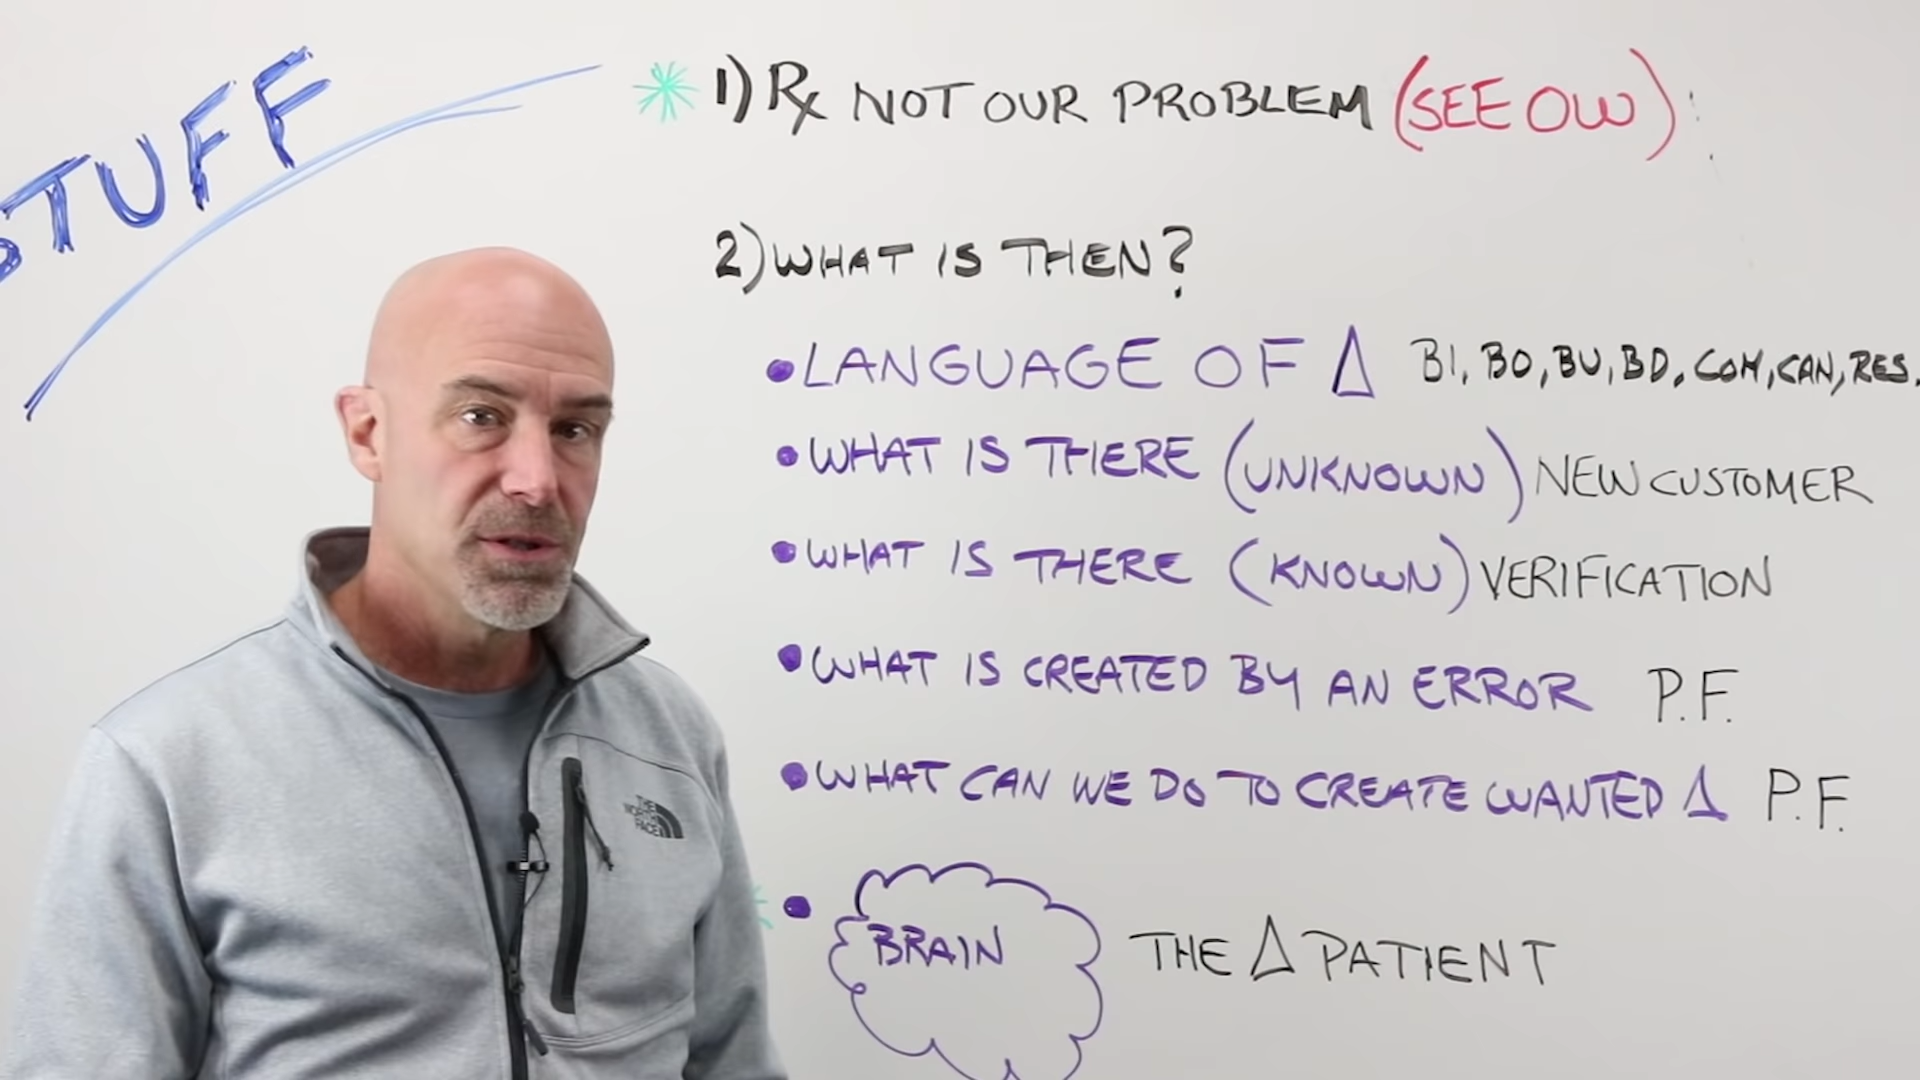 STUFF
1) Rx NOT OUR PROBLEM (SEE OW)
2) WHAT IS THEN?
• LANGUAGE OF Δ BI, BO, BU, BD, COM, CAN, RES.
• WHAT IS THERE (UNKNOWN) NEW CUSTOMER
• WHAT IS THERE (KNOWN) VERIFICATION
• WHAT IS CREATED BY AN ERROR P.F.
• WHAT CAN WE DO TO CREATE WANTED Δ P.F.
• BRAIN THE Δ PATIENT
THE
NORTH
FACE